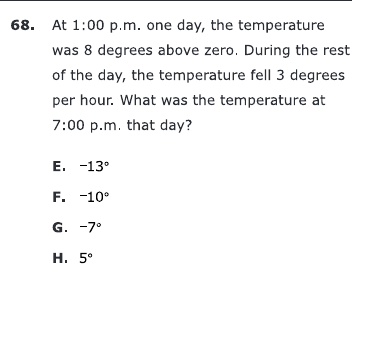 68. At 1:00 p.m. one day, the temperature
was 8 degrees above zero. During the rest
of the day, the temperature fell 3 degrees
per hour. What was the temperature at
7:00 p.m. that day?
E. −13°
F. −10°
G. −7°
H. 5°